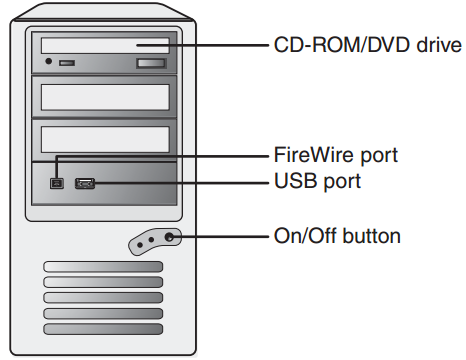 CD-ROM/DVD drive
FireWire port
USB port
On/Off button